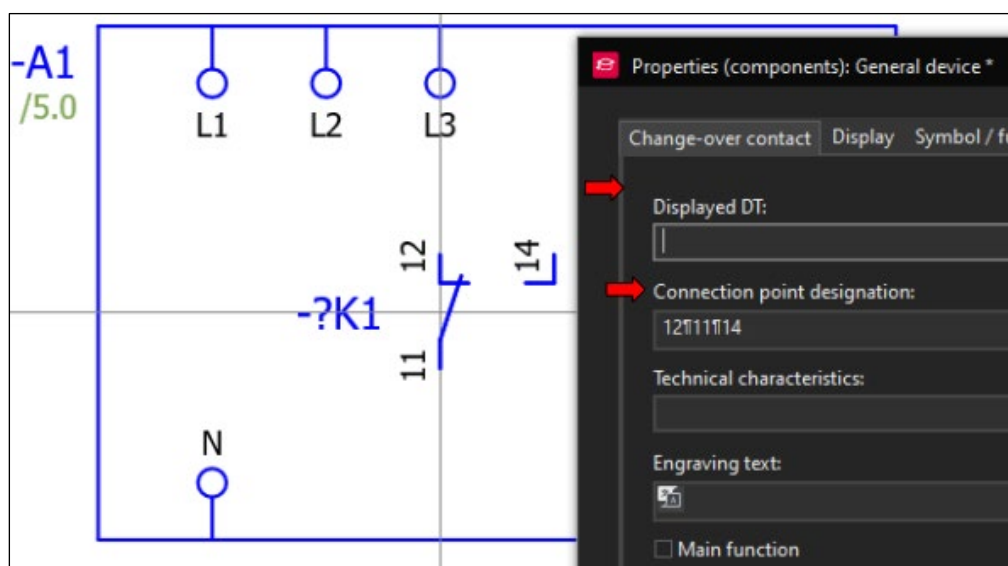 -A1
/5.0
L1 L2 L3
12
14
-?K1
11
N
Properties (components): General device *
Change-over contact Display Symbol / fu
Displayed DT:
Connection point designation:
12¶11¶14
Technical characteristics:
Engraving text:
Main function